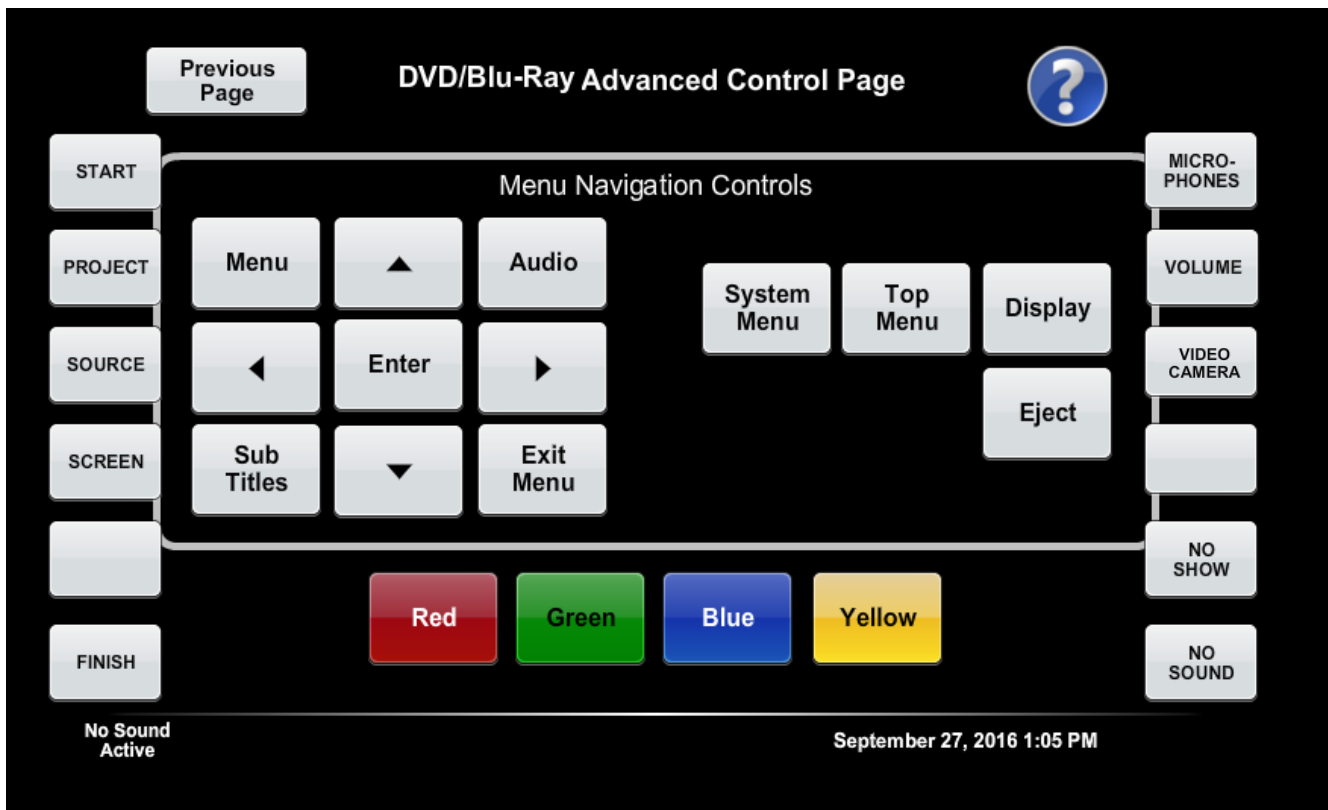 Previous
Page
DVD/Blu-Ray Advanced Control Page
?
START
MICRO-
PHONES
Menu Navigation Controls
PROJECT
Menu
Audio
VOLUME
System
Menu
Top
Menu
Display
SOURCE
Enter
VIDEO
CAMERA
Eject
SCREEN
Sub
Titles
Exit
Menu
NO
SHOW
Red
Green
Blue
Yellow
FINISH
NO
SOUND
No Sound
Active
September 27, 2016 1:05 PM